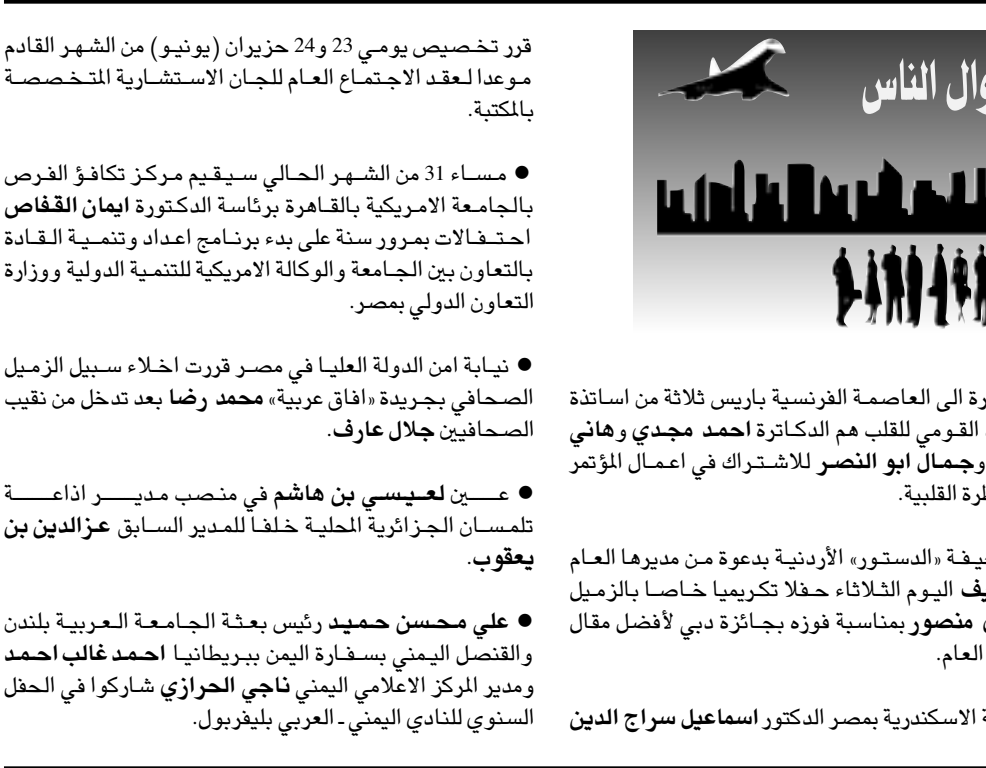 وال الناس
رة الى العاصمة الفرنسية باريس ثلاثة من اساتذة
القومي للقلب هم الدكاترة احمد مجدي وهاني
وجمال ابو النصر للاشتراك في اعمال المؤتمر
طرة القلبية.
يفة «الدستور» الأردنية بدعوة من مديرها العام
يف اليوم الثلاثاء حفلا تكريميا خاصا بالزميل
منصور بمناسبة فوزه بجائزة دبي لأفضل مقال
العام.
ة الاسكندرية بمصر الدكتور اسماعيل سراج الدين
قرر تخصيص يومي 23 و24 حزيران (يونيو) من الشهر القادم
موعدا لعقد الاجتماع العام للجان الاستشارية المتخصصة
بالمكتبة.
● مساء 31 من الشهر الحالي سيقيم مركز تكافؤ الفرص
بالجامعة الامريكية بالقاهرة برئاسة الدكتورة ايمان القفاص
احتفالات بمرور سنة على بدء برنامج اعداد وتنمية القادة
بالتعاون بين الجامعة والوكالة الامريكية للتنمية الدولية ووزارة
التعاون الدولي بمصر.
● نيابة امن الدولة العليا في مصر قررت اخلاء سبيل الزميل
الصحافي بجريدة «افاق عربية» محمد رضا بعد تدخل من نقيب
الصحافيين جلال عارف.
● عين لعيسي بن هاشم في منصب مدير اذاعة
تلمسان الجزائرية المحلية خلفا للمدير السابق عزالدين بن
يعقوب.
● علي محسن حميد رئيس بعثة الجامعة العربية بلندن
والقنصل اليمني بسفارة اليمن ببريطانيا احمد غالب احمد
ومدير المركز الاعلامي اليمني ناجي الحرازي شاركوا في الحفل
السنوي للنادي اليمني ـ العربي بليفربول.